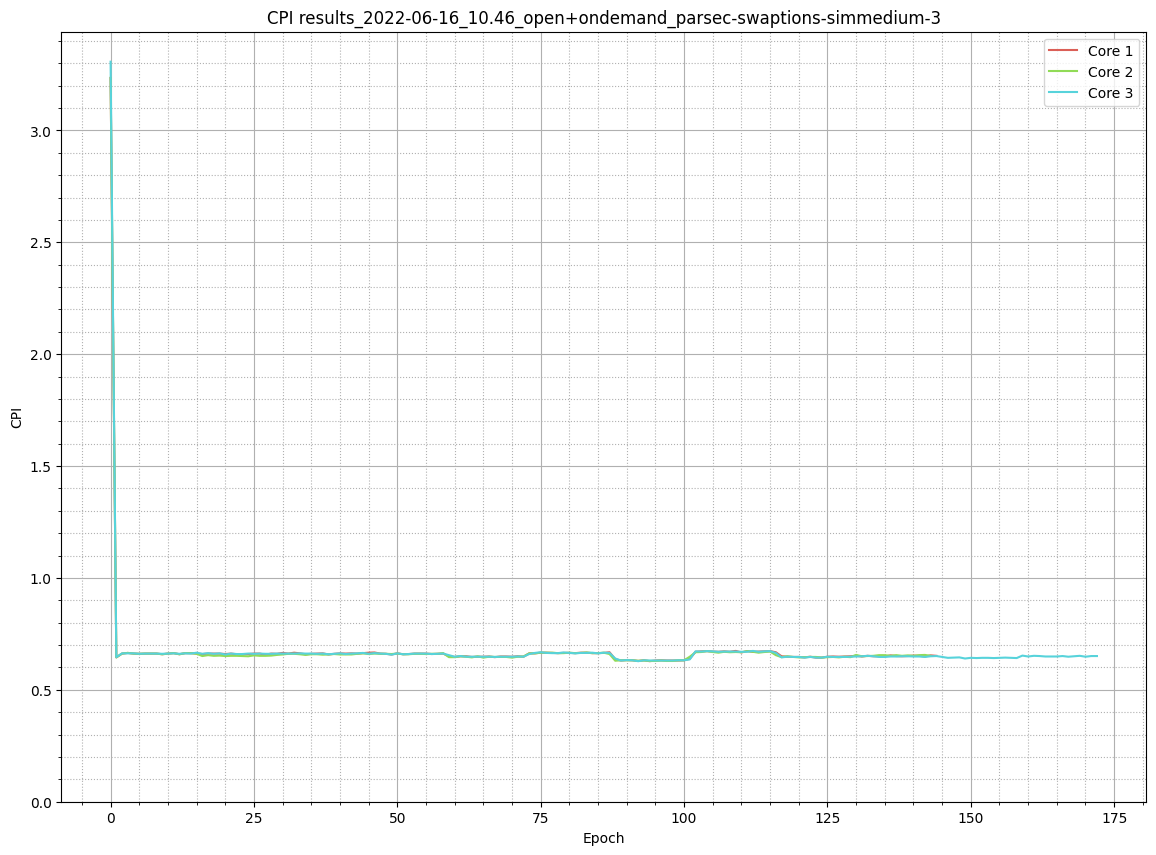 CPI results_2022-06-16_10.46_open+ondemand_parsec-swaptions-simmedium-3
Core 1
Core 2
Core 3
3.0
2.5
2.0
1.5
1.0
0.5
0.0
CPI
0 25 50 75 100 125 150 175
Epoch